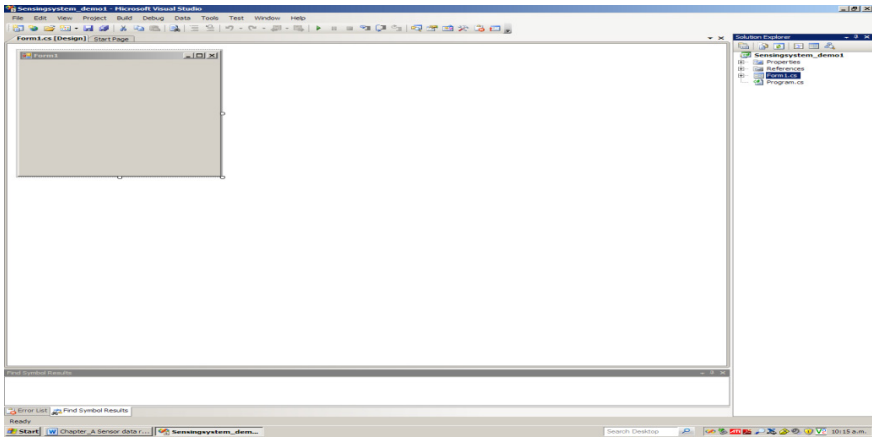 Sensingsystem_demo1 - Microsoft Visual Studio
File Edit View Project Build Debug Data Tools Test Window Help
Form1.cs [Design] Start Page
Form1
Solution Explorer
Sensingsystem_demo1
Properties
References
Form1.cs
Program.cs
Find Symbol Results
Error List Find Symbol Results
Ready
Start Chapter_A Sensor data r... Sensingsystem_dem... Search Desktop 10:15 a.m.